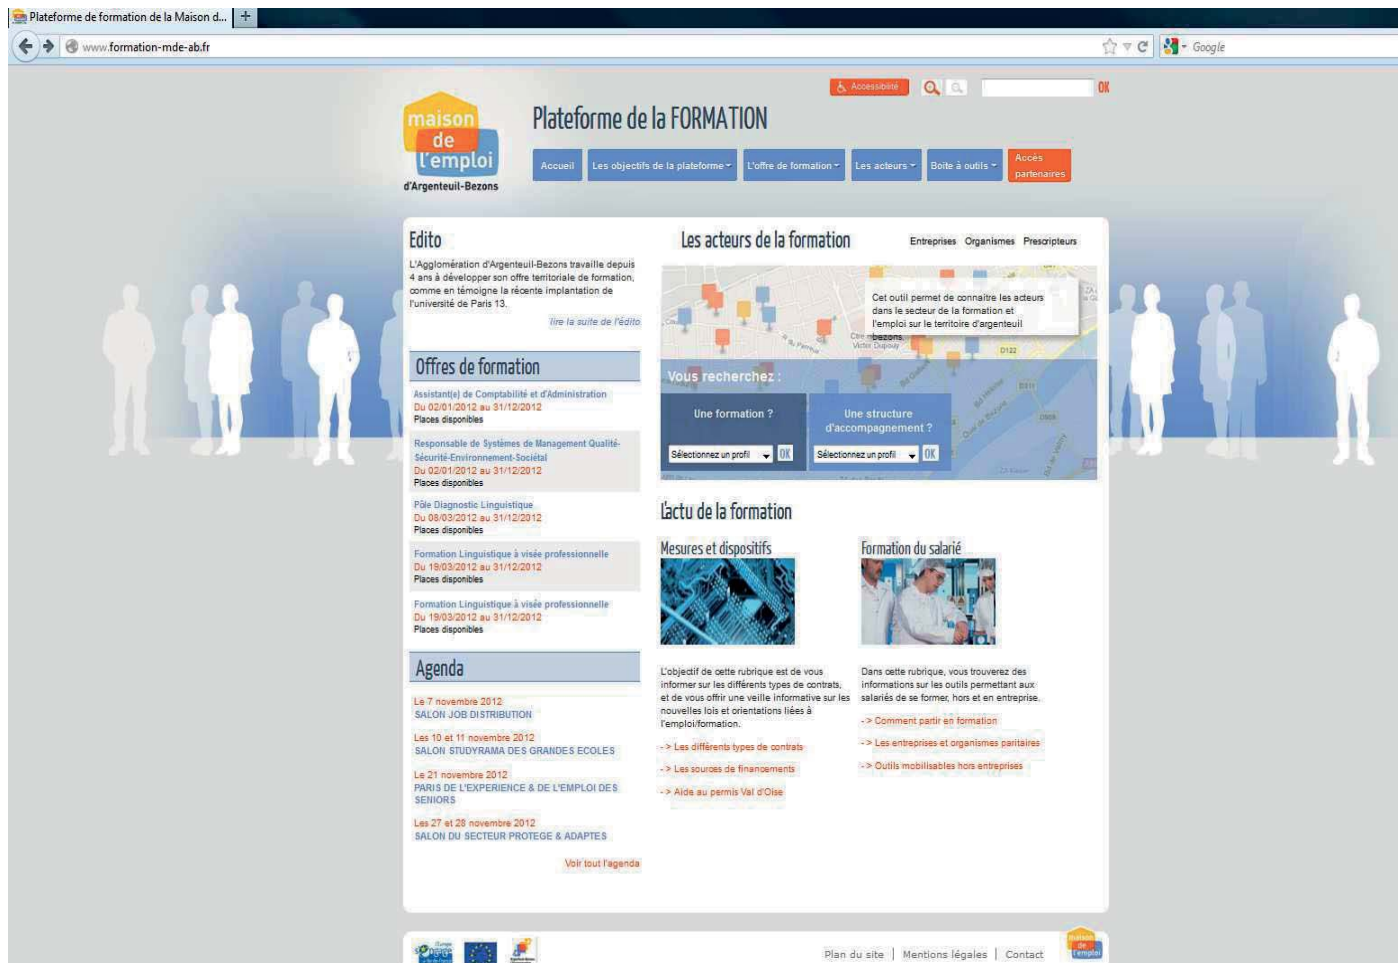 Plateforme de formation de la Maison d...
www.formation-mde-ab.fr
Google
Accessibilité
OK
maison
de
l'emploi
d'Argenteuil-Bezons
Plateforme de la FORMATION
Accueil
Les objectifs de la plateforme
L'offre de formation
Les acteurs
Boite à outils
Accès
partenaires
Edito
L'Agglomération d'Argenteuil-Bezons travaille depuis
4 ans à développer son offre territoriale de formation,
comme en témoigne la récente implantation de
l'université de Paris 13.
lire la suite de l'édito
Offres de formation
Assistant(e) de Comptabilité et d'Administration
Du 02/01/2012 au 31/12/2012
Places disponibles
Responsable de Systèmes de Management Qualité-
Sécurité-Environnement-Sociétal
Du 02/01/2012 au 31/12/2012
Places disponibles
Pôle Diagnostic Linguistique
Du 08/03/2012 au 31/12/2012
Places disponibles
Formation Linguistique à visée professionnelle
Du 19/03/2012 au 31/12/2012
Places disponibles
Formation Linguistique à visée professionnelle
Du 19/03/2012 au 31/12/2012
Places disponibles
Agenda
Le 7 novembre 2012
SALON JOB DISTRIBUTION
Les 10 et 11 novembre 2012
SALON STUDYRAMA DES GRANDES ECOLES
Le 21 novembre 2012
PARIS DE L'EXPERIENCE & DE L'EMPLOI DES
SENIORS
Les 27 et 28 novembre 2012
SALON DU SECTEUR PROTEGE & ADAPTES
Voir tout l'agenda
Les acteurs de la formation
Entreprises Organismes Prescripteurs
Cet outil permet de connaitre les acteurs
dans le secteur de la formation et
l'emploi sur le territoire d'argenteuil
bezons.
Victor Dupouy
D122
Vous recherchez :
Une formation ?
Sélectionnez un profil OK
Une structure
d'accompagnement ?
Sélectionnez un profil OK
L'actu de la formation
Mesures et dispositifs
L'objectif de cette rubrique est de vous
informer sur les différents types de contrats,
et de vous offrir une veille informative sur les
nouvelles lois et orientations liées à
l'emploi/formation.
- > Les différents types de contrats
- > Les sources de financements
- > Aide au permis Val d'Oise
Formation du salarié
Dans cette rubrique, vous trouverez des
informations sur les outils permettant aux
salariés de se former, hors et en entreprise.
- > Comment partir en formation
- > Les entreprises et organismes paritaires
- > Outils mobilisables hors entreprises
Plan du site | Mentions légales | Contact
maison
de
l'emploi